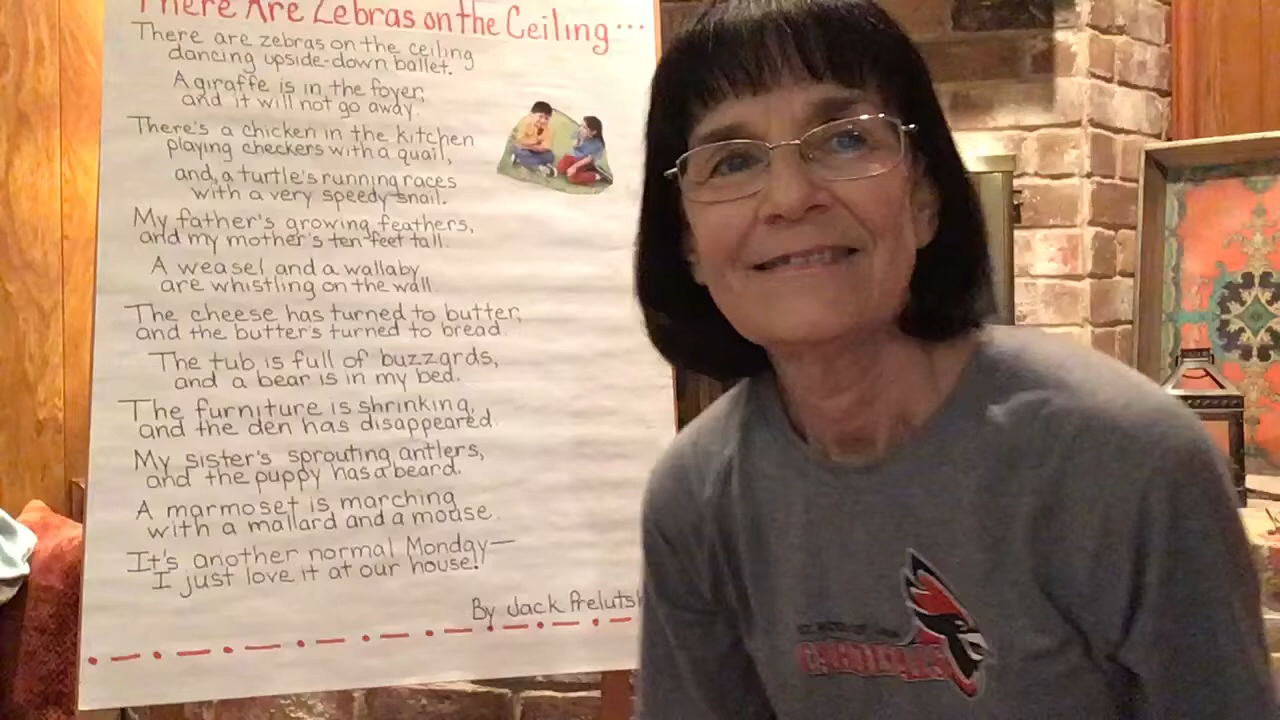 There Are Zebras on the Ceiling...
There are zebras on the ceiling
dancing upside-down ballet.
A giraffe is in the foyer,
and it will not go away.
There's a chicken in the kitchen
playing checkers with a quail,
and, a turtle's running races
with a very speedy snail.
My father's growing feathers,
and my mother's ten-feet tall.
A weasel and a wallaby
are whistling on the wall.
The cheese has turned to butter,
and the butter's turned to bread.
The tub is full of buzzards,
and a bear is in my bed.
The furniture is shrinking,
and the den has disappeared.
My sister's sprouting antlers,
and the puppy has a beard.
A marmoset is marching
with a mallard and a mouse.
It's another normal Monday—
I just love it at our house!
By Jack Prelutsk
CARDINALS